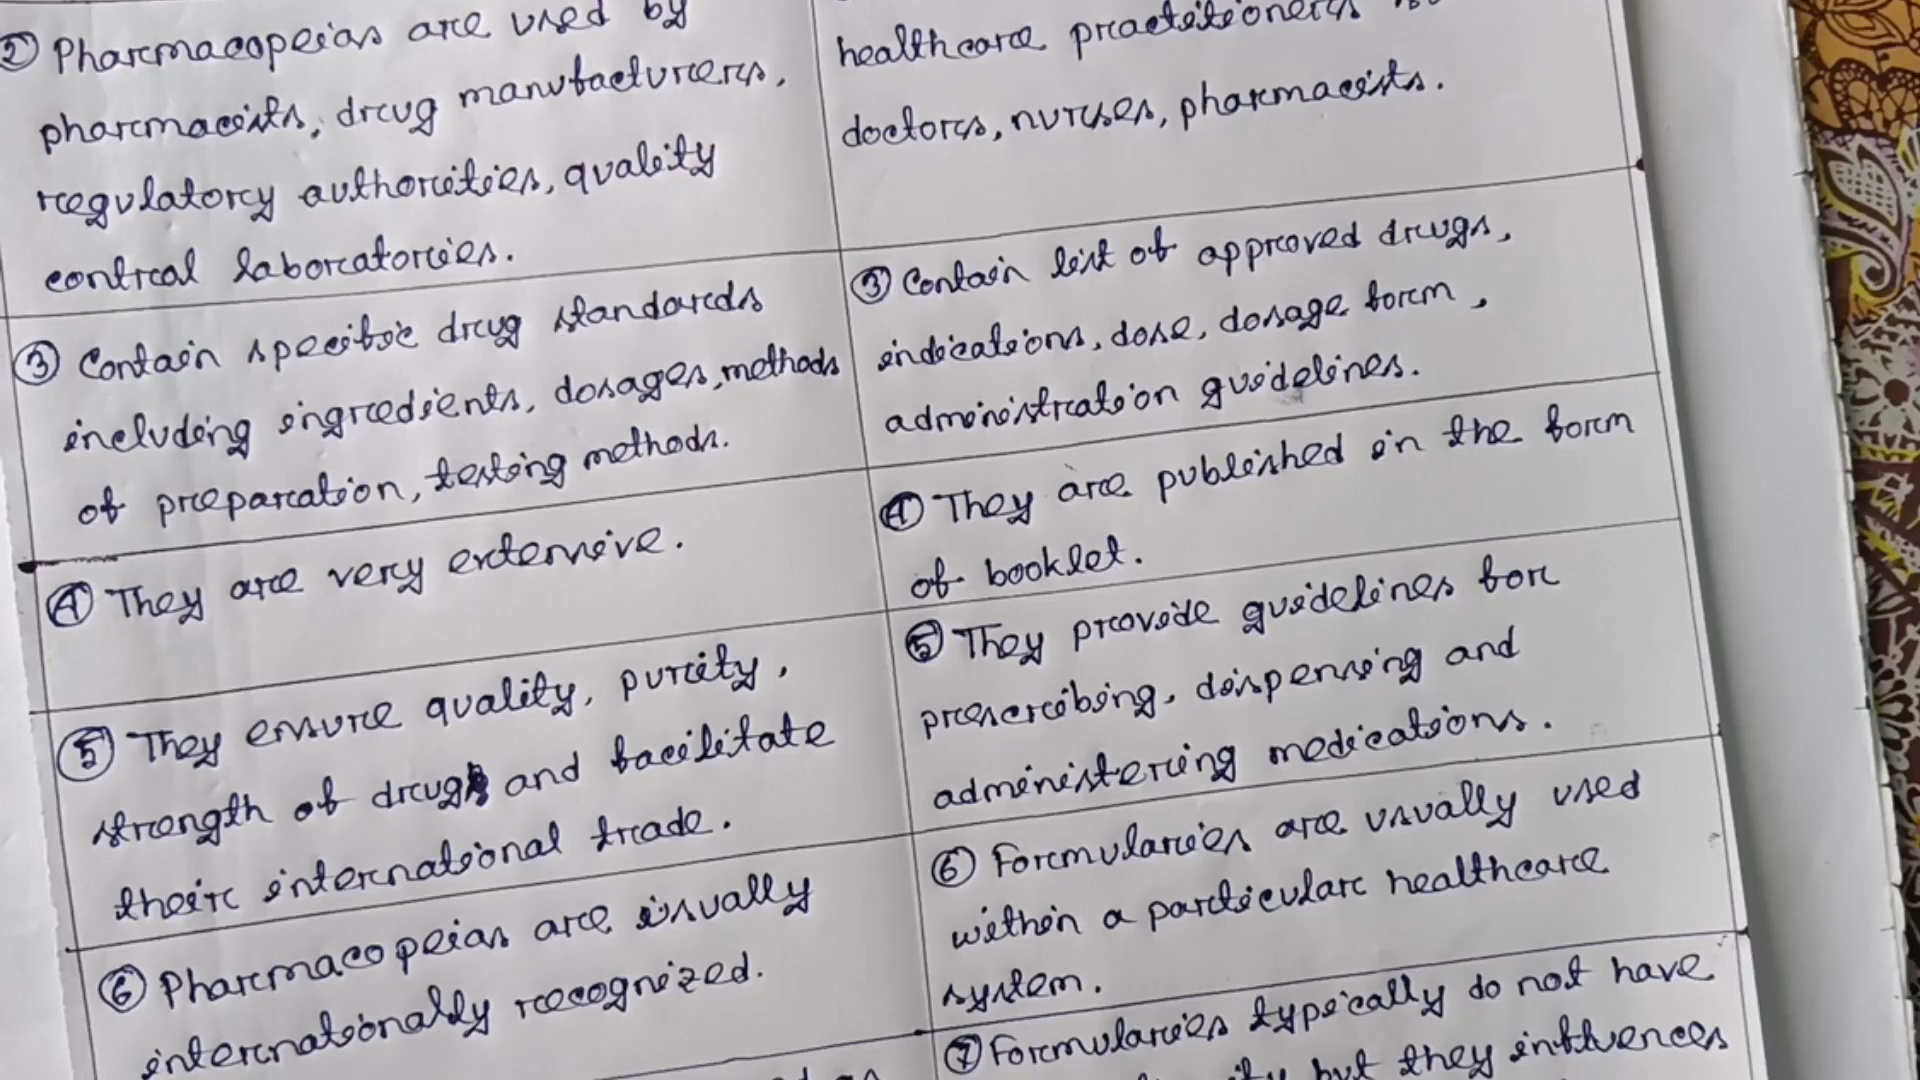 ② Pharmacopeias are used by
pharmacists, drug manufacturers,
regulatory authorities, quality
control laboratories.
③ Contain specific drug standards
including ingredients, dosages, methods
of preparation, testing methods.
④ They are very extensive.
⑤ They ensure quality, purity,
strength of drugs and facilitate
their international trade.
⑥ Pharmacopeias are usually
internationally recognized.
healthcare practitioners
doctors, nurses, pharmacists.
③ Contain list of approved drugs,
indications, dose, dosage form,
administration guidelines.
④ They are published in the form
of booklet.
⑤ They provide guidelines for
prescribing, dispensing and
administering medications.
⑥ Formularies are usually used
within a particular healthcare
system.
⑦ Formularies typically do not have
but they influences